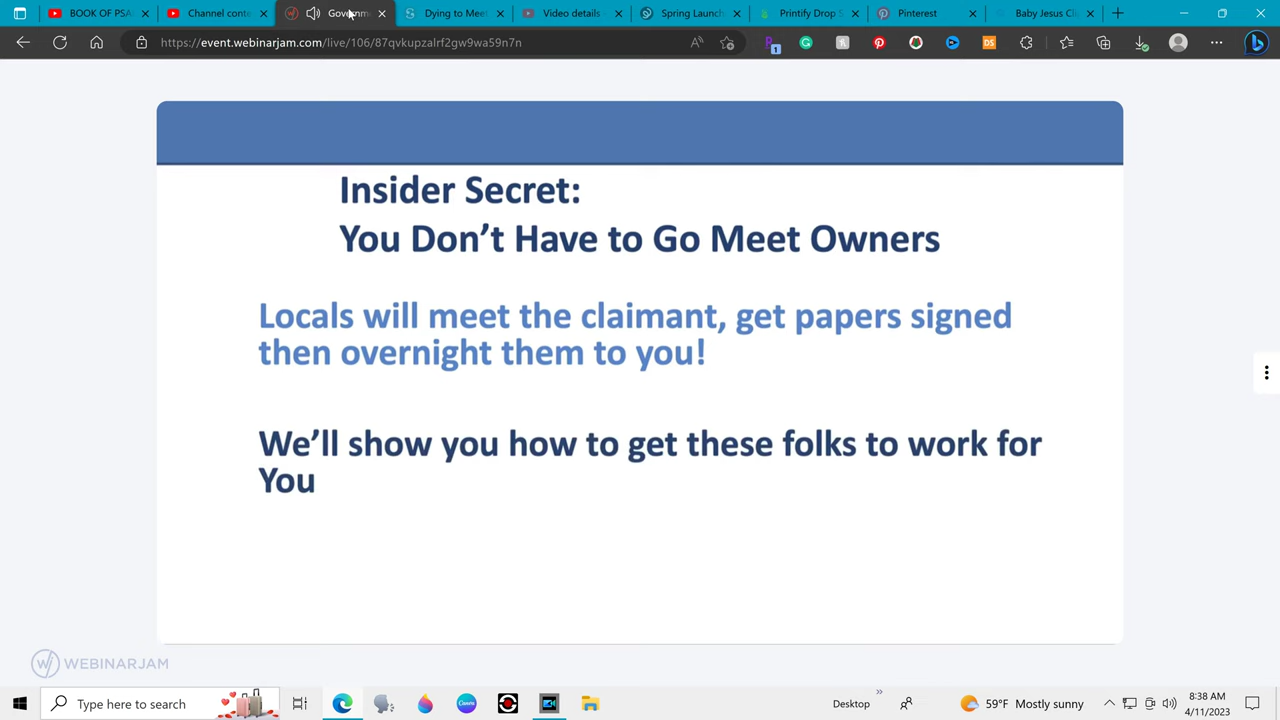 BOOK OF PSA
Channel conte
Governm
Dying to Meet
Video details
Spring Launch
Printify Drop S
Pinterest
Baby Jesus Cli
https://event.webinarjam.com/live/106/87qvkupzalrf2gw9wa59n7n
Insider Secret:
You Don't Have to Go Meet Owners
Locals will meet the claimant, get papers signed
then overnight them to you!
We'll show you how to get these folks to work for
You
WEBINARJAM
Type here to search
Desktop
59°F Mostly sunny
8:38 AM
4/11/2023